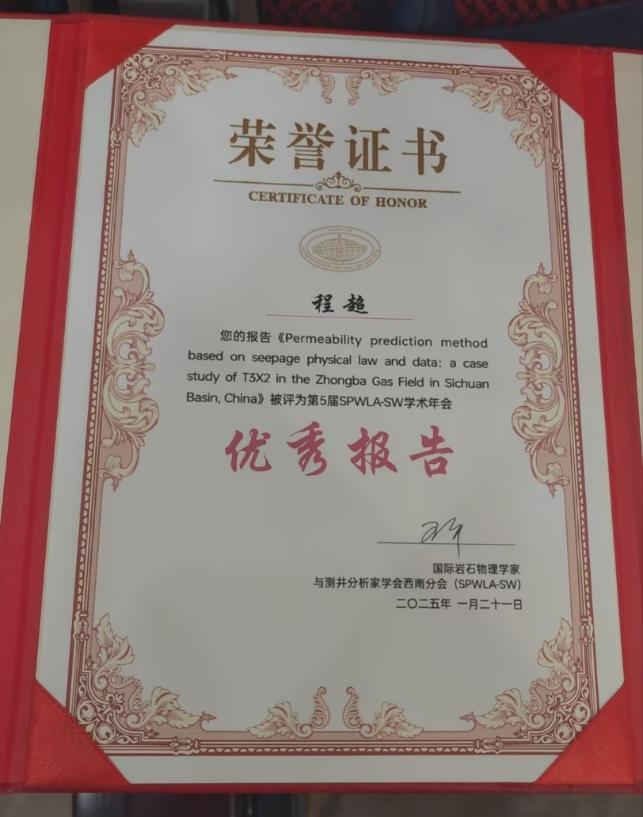 荣誉证书
CERTIFICATE OF HONOR
程超
您的报告《Permeability prediction method
based on seepage physical law and data: a case
study of T3X2 in the Zhongba Gas Field in Sichuan
Basin, China》被评为第5届SPWLA-SW学术年会
优秀报告
国际岩石物理学家
与测井分析家学会西南分会（SPWLA-SW）
二〇二五年 一月二十一日